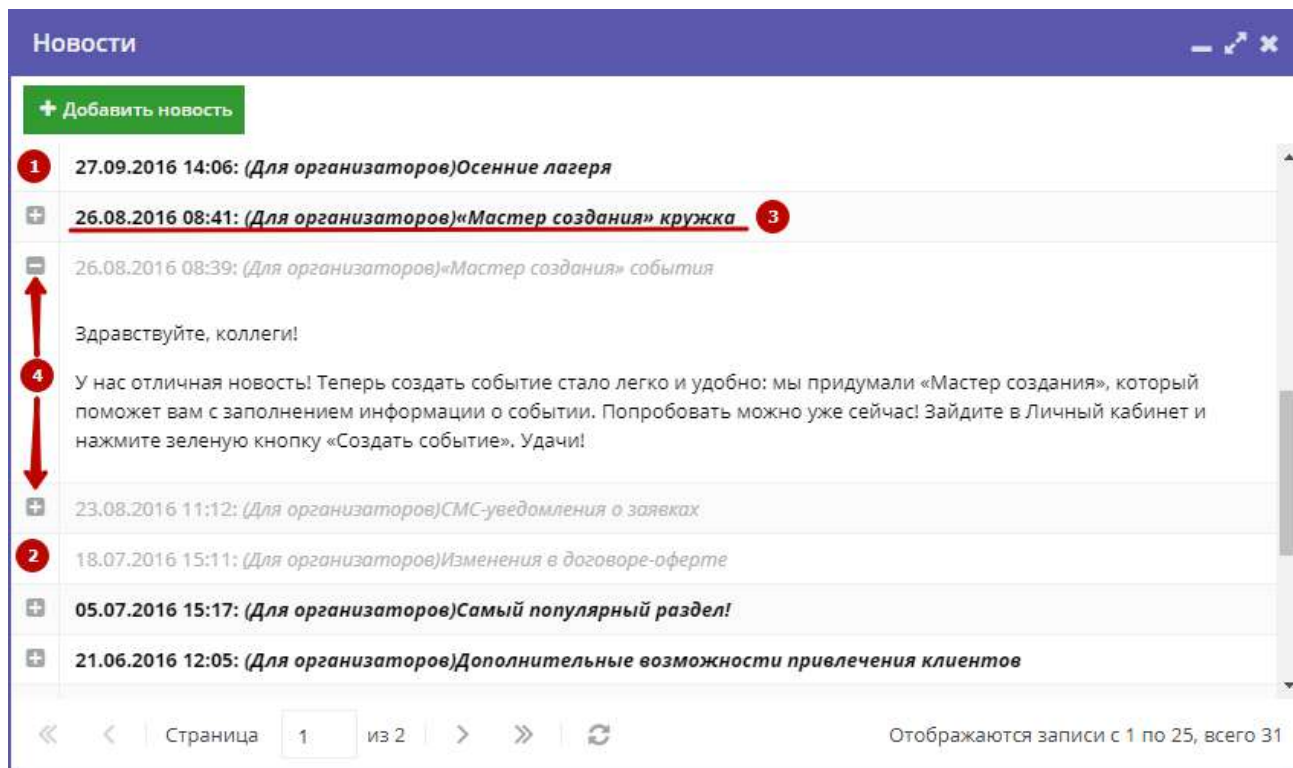 Новости
Добавить новость
1 27.09.2016 14:06: (Для организаторов)Осенние лагеря
26.08.2016 08:41: (Для организаторов)«Мастер создания» кружка 3
26.08.2016 08:39: (Для организаторов)«Мастер создания» события
Здравствуйте, коллеги!
4 У нас отличная новость! Теперь создать событие стало легко и удобно: мы придумали «Мастер создания», который
поможет вам с заполнением информации о событии. Попробовать можно уже сейчас! Зайдите в Личный кабинет и
нажмите зеленую кнопку «Создать событие». Удачи!
23.08.2016 11:12: (Для организаторов)СМС-уведомления о заявках
2 18.07.2016 15:11: (Для организаторов)Изменения в договоре-оферте
05.07.2016 15:17: (Для организаторов)Самый популярный раздел!
21.06.2016 12:05: (Для организаторов)Дополнительные возможности привлечения клиентов
Страница 1 из 2 Отображаются записи с 1 по 25, всего 31